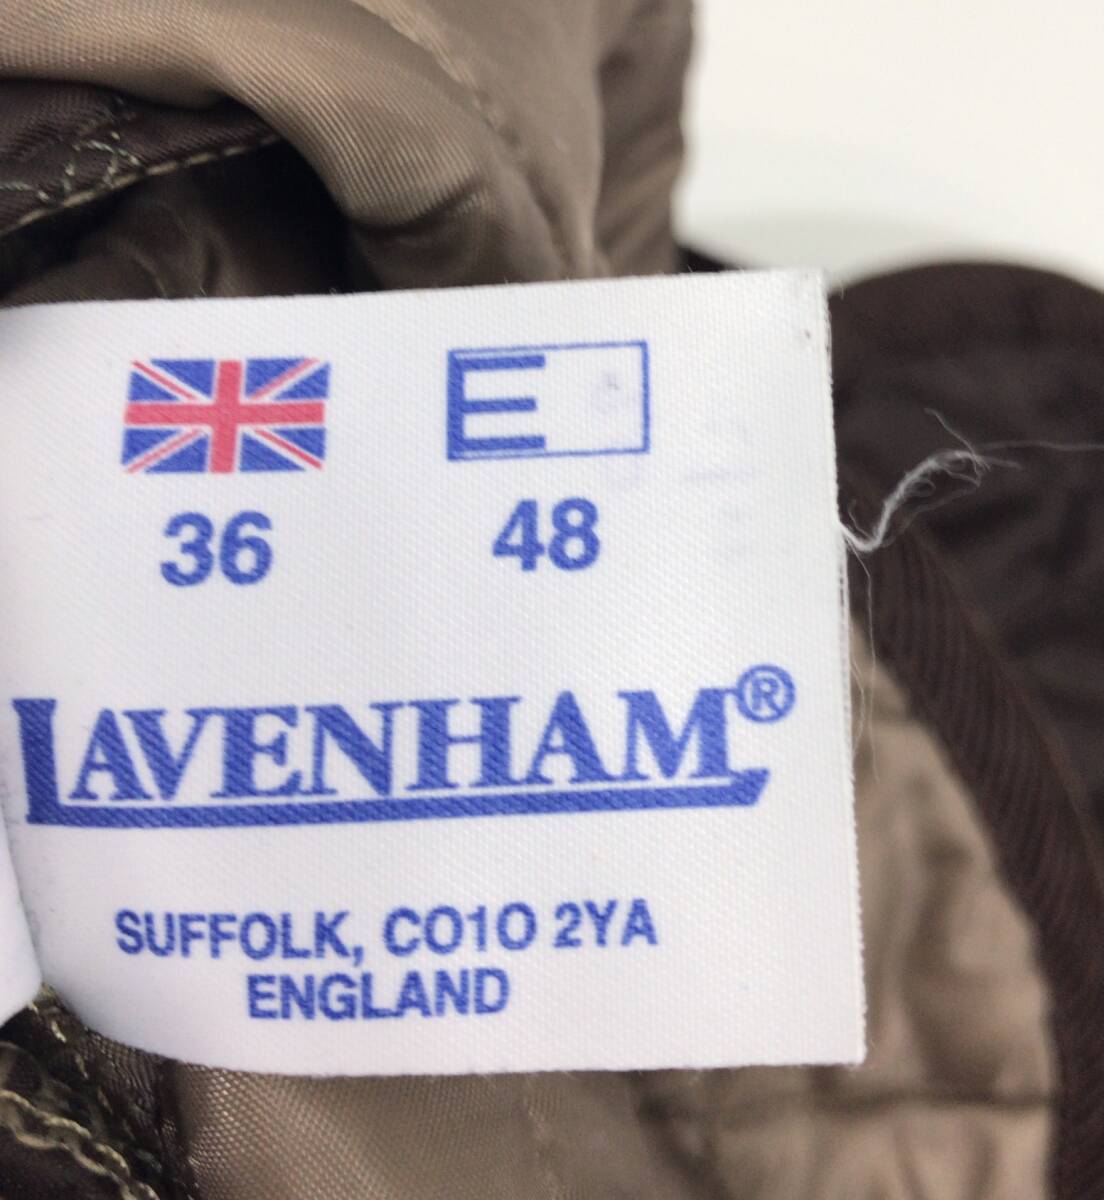 E
36 48
LAVENHAM®
SUFFOLK, CO10 2YA
ENGLAND